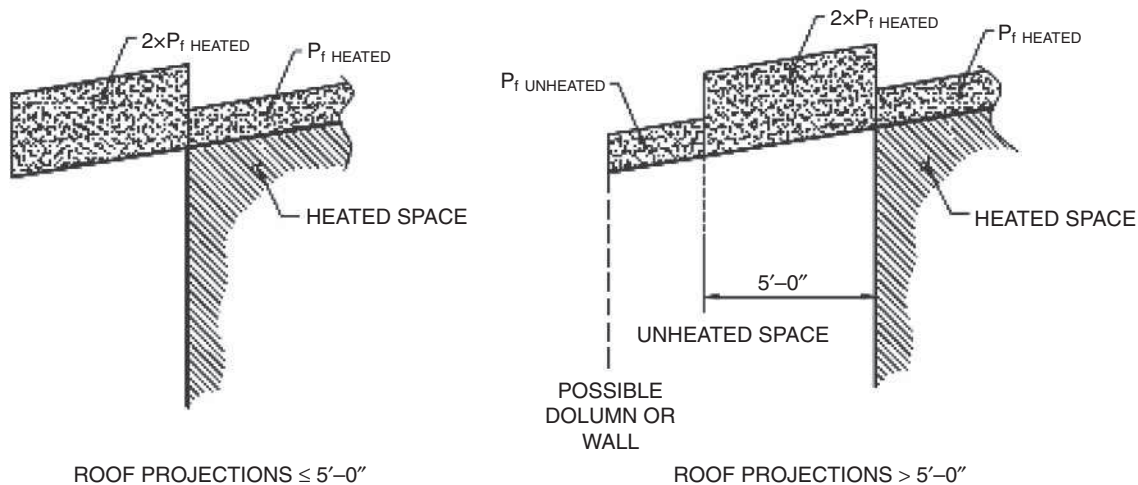 2×Pf HEATED
Pf HEATED
HEATED SPACE
ROOF PROJECTIONS ≤ 5′–0″
2×Pf HEATED
Pf HEATED
Pf UNHEATED
HEATED SPACE
5′–0″
UNHEATED SPACE
POSSIBLE
DOLUMN OR
WALL
ROOF PROJECTIONS > 5′–0″